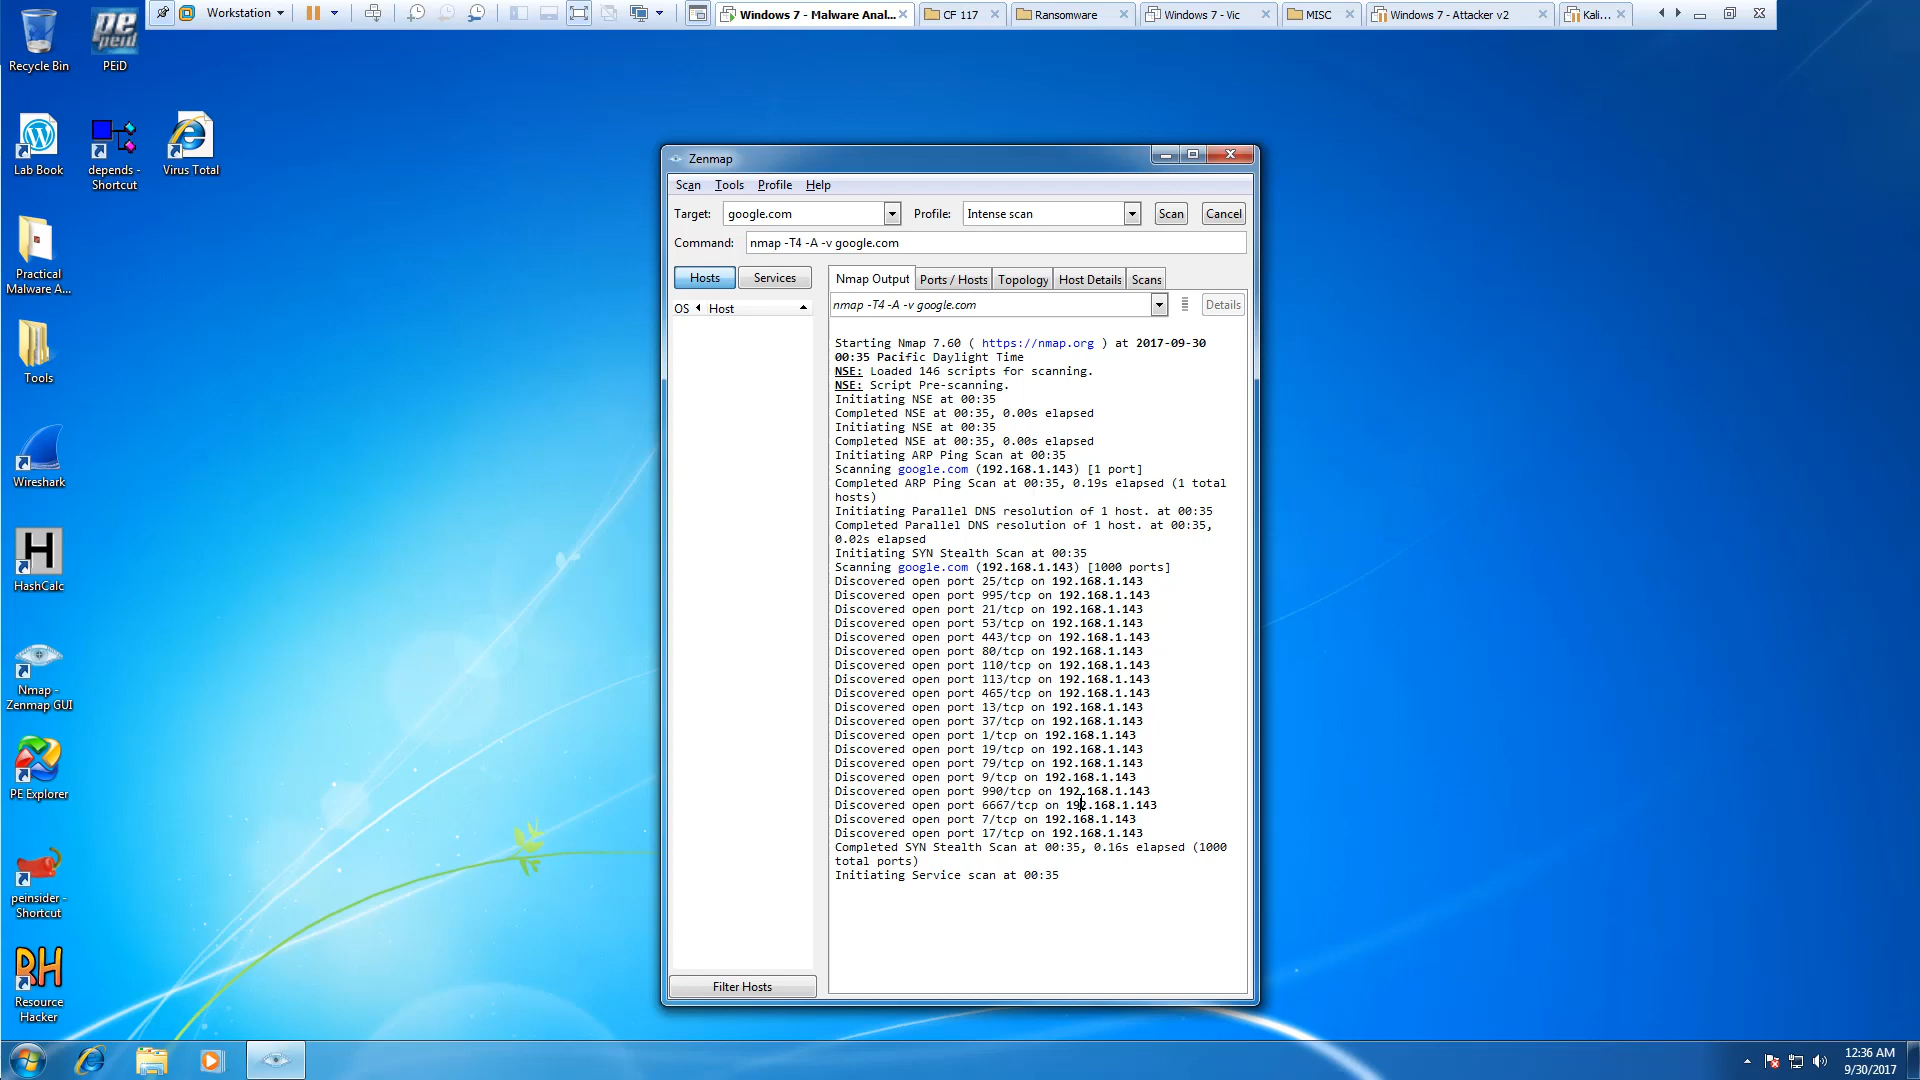 Workstation
Windows 7 - Malware Anal...
CF 117
Ransomware
Windows 7 - Vic
MISC
Windows 7 - Attacker v2
Kali...
Recycle Bin
PEiD
Lab Book
depends - Shortcut
Virus Total
Practical Malware A...
Tools
Wireshark
HashCalc
Nmap - Zenmap GUI
PE Explorer
peinsider - Shortcut
Resource Hacker
Zenmap
Scan Tools Profile Help
Target: google.com Profile: Intense scan Scan Cancel
Command: nmap -T4 -A -v google.com
Hosts Services
Nmap Output Ports / Hosts Topology Host Details Scans
OS Host
nmap -T4 -A -v google.com Details
Starting Nmap 7.60 ( https://nmap.org ) at 2017-09-30
00:35 Pacific Daylight Time
NSE: Loaded 146 scripts for scanning.
NSE: Script Pre-scanning.
Initiating NSE at 00:35
Completed NSE at 00:35, 0.00s elapsed
Initiating NSE at 00:35
Completed NSE at 00:35, 0.00s elapsed
Initiating ARP Ping Scan at 00:35
Scanning google.com (192.168.1.143) [1 port]
Completed ARP Ping Scan at 00:35, 0.19s elapsed (1 total
hosts)
Initiating Parallel DNS resolution of 1 host. at 00:35
Completed Parallel DNS resolution of 1 host. at 00:35,
0.02s elapsed
Initiating SYN Stealth Scan at 00:35
Scanning google.com (192.168.1.143) [1000 ports]
Discovered open port 25/tcp on 192.168.1.143
Discovered open port 995/tcp on 192.168.1.143
Discovered open port 21/tcp on 192.168.1.143
Discovered open port 53/tcp on 192.168.1.143
Discovered open port 443/tcp on 192.168.1.143
Discovered open port 80/tcp on 192.168.1.143
Discovered open port 110/tcp on 192.168.1.143
Discovered open port 113/tcp on 192.168.1.143
Discovered open port 465/tcp on 192.168.1.143
Discovered open port 13/tcp on 192.168.1.143
Discovered open port 37/tcp on 192.168.1.143
Discovered open port 1/tcp on 192.168.1.143
Discovered open port 19/tcp on 192.168.1.143
Discovered open port 79/tcp on 192.168.1.143
Discovered open port 9/tcp on 192.168.1.143
Discovered open port 990/tcp on 192.168.1.143
Discovered open port 6667/tcp on 192.168.1.143
Discovered open port 7/tcp on 192.168.1.143
Discovered open port 17/tcp on 192.168.1.143
Completed SYN Stealth Scan at 00:35, 0.16s elapsed (1000
total ports)
Initiating Service scan at 00:35
Filter Hosts
12:36 AM
9/30/2017